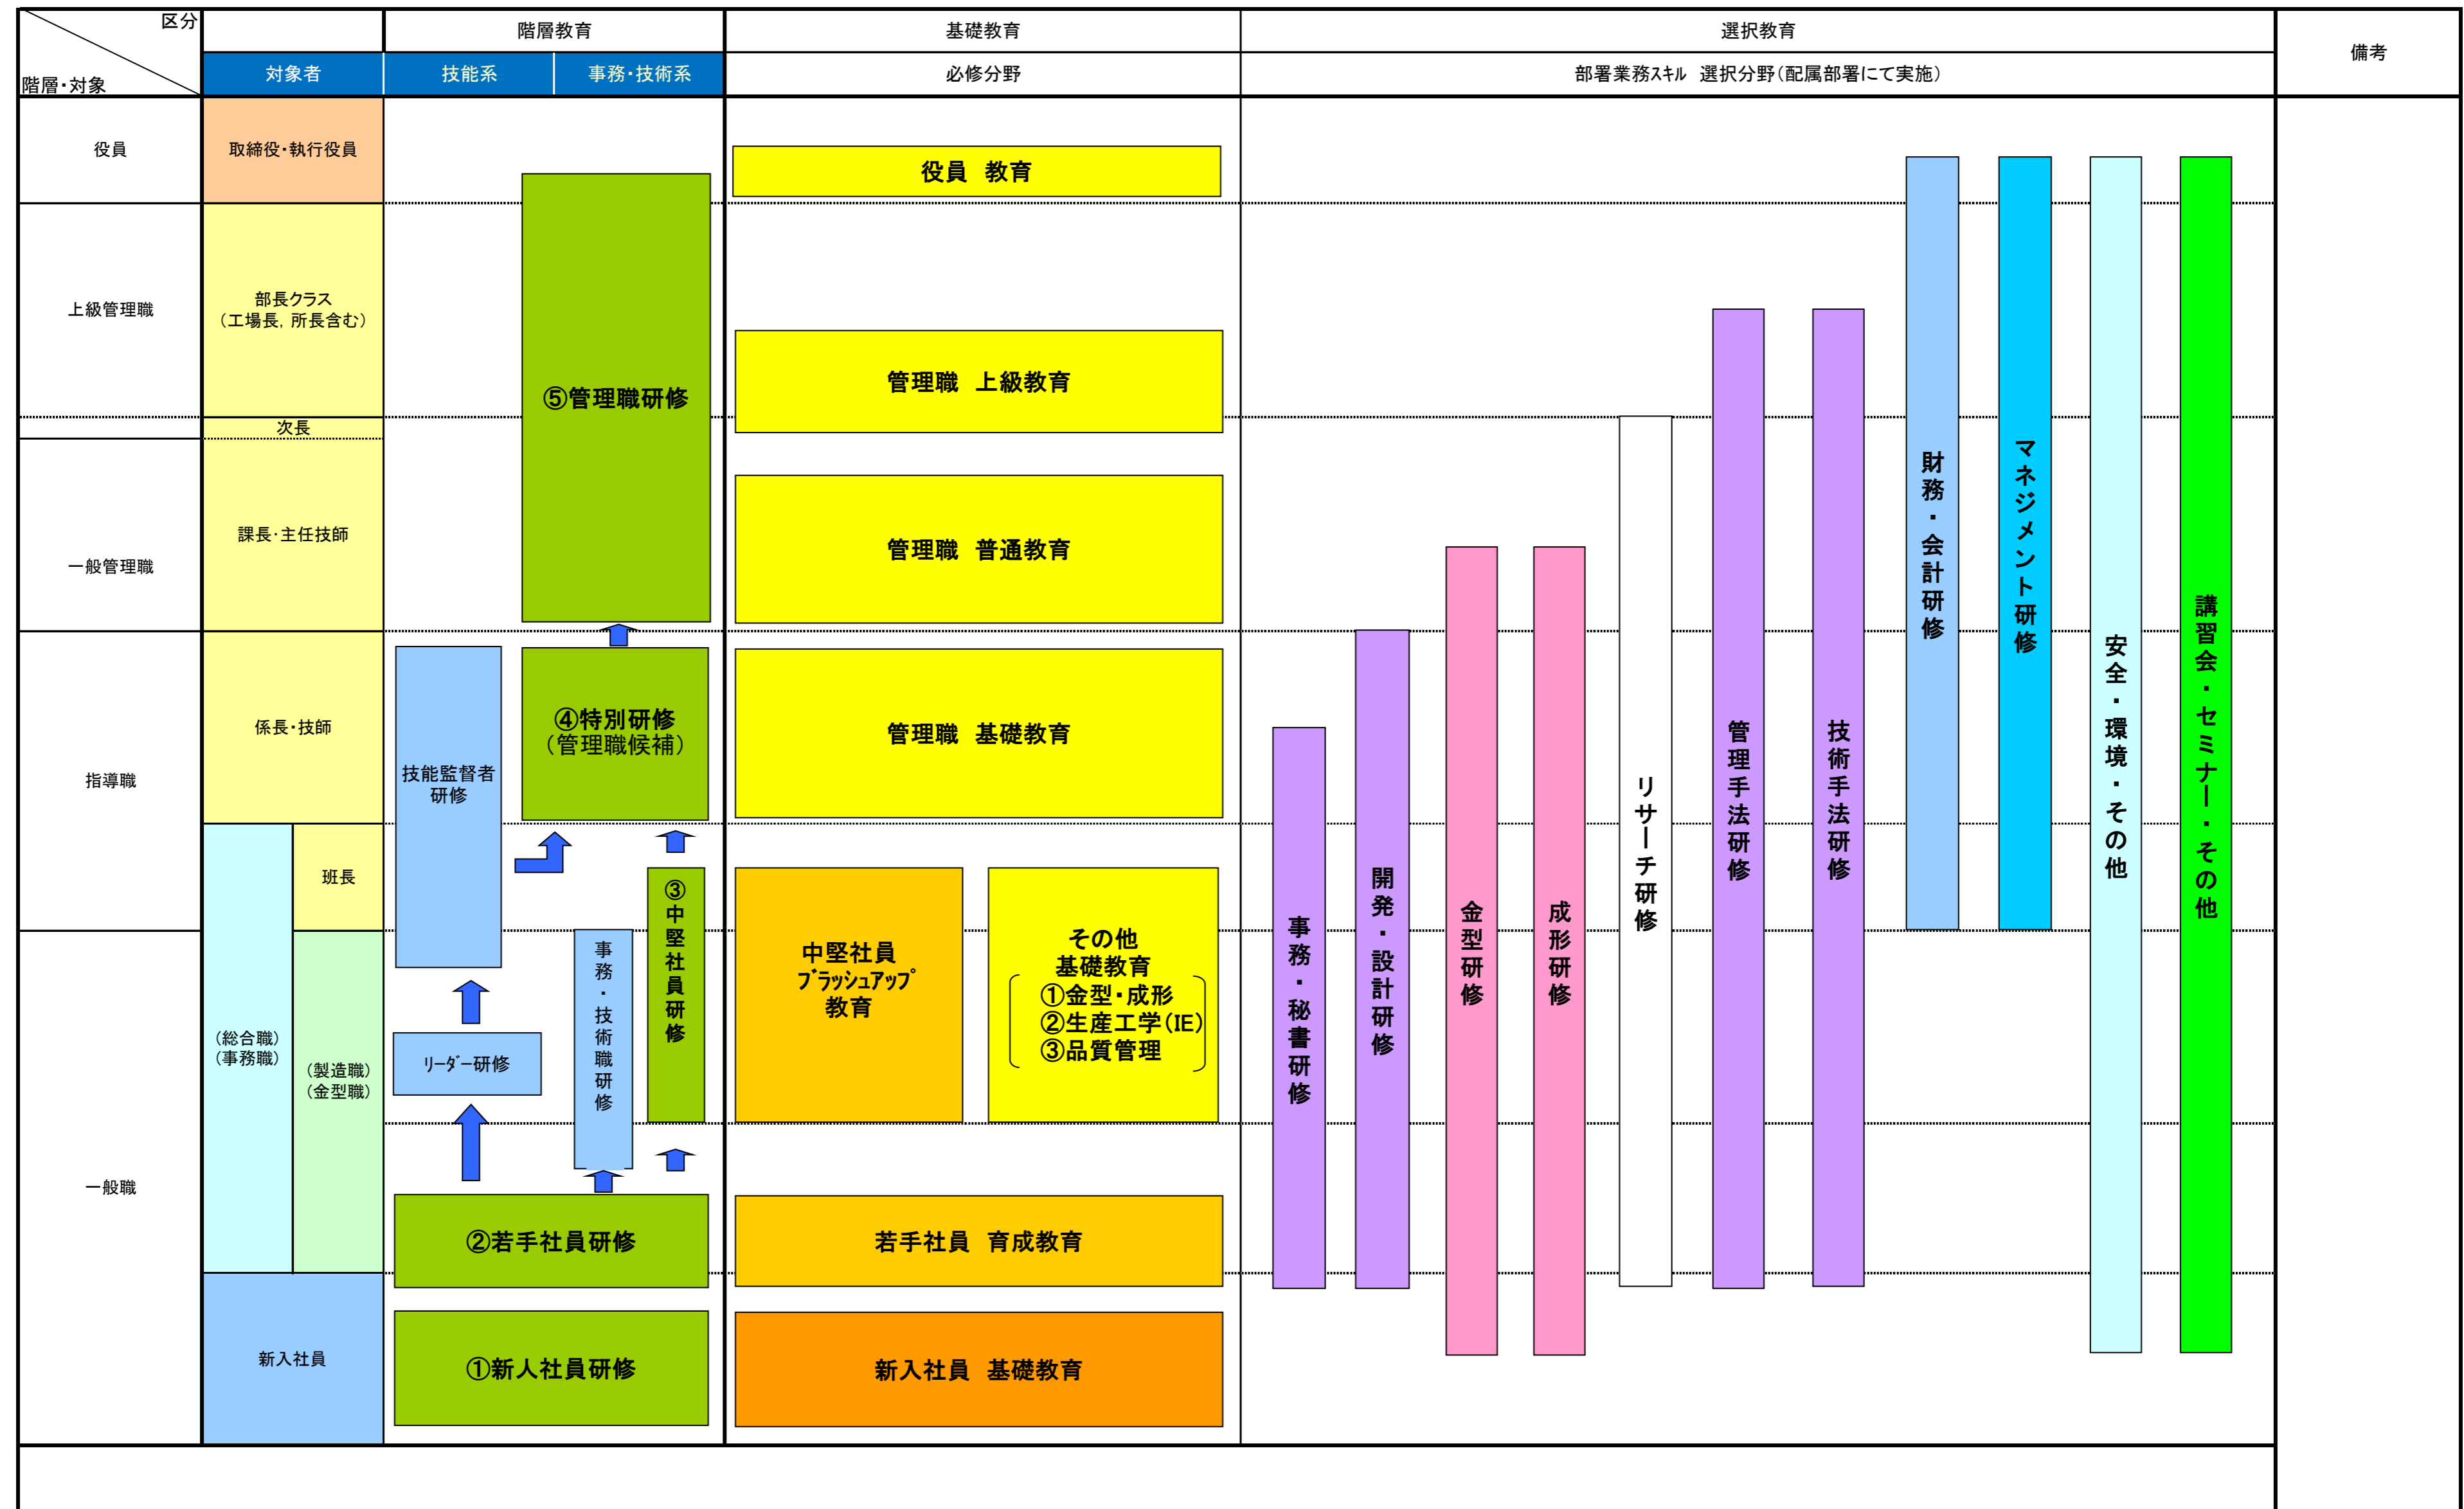 区分
階層・対象
階層教育
基礎教育
選択教育
備考
対象者
技能系
事務・技術系
必修分野
部署業務ｽｷﾙ 選択分野（配属部署にて実施）
役員
取締役・執行役員
役員 教育
上級管理職
部長クラス
（工場長, 所長含む）
⑤管理職研修
管理職 上級教育
次長
一般管理職
課長・主任技師
管理職 普通教育
指導職
係長・技師
技能監督者
研修
④特別研修
（管理職候補）
管理職 基礎教育
班長
③中堅社員研修
事務・技術職研修
中堅社員
ﾌﾞﾗｯｼｭｱｯﾌﾟ
教育
その他
基礎教育
①金型・成形
②生産工学（IE）
③品質管理
一般職
（総合職）
（事務職）
（製造職）
（金型職）
ﾘｰﾀﾞｰ研修
②若手社員研修
若手社員 育成教育
新入社員
①新人社員研修
新入社員 基礎教育
事務・秘書研修
開発・設計研修
金型研修
成形研修
リサーチ研修
管理手法研修
技術手法研修
財務・会計研修
マネジメント研修
安全・環境・その他
講習会・セミナー・その他